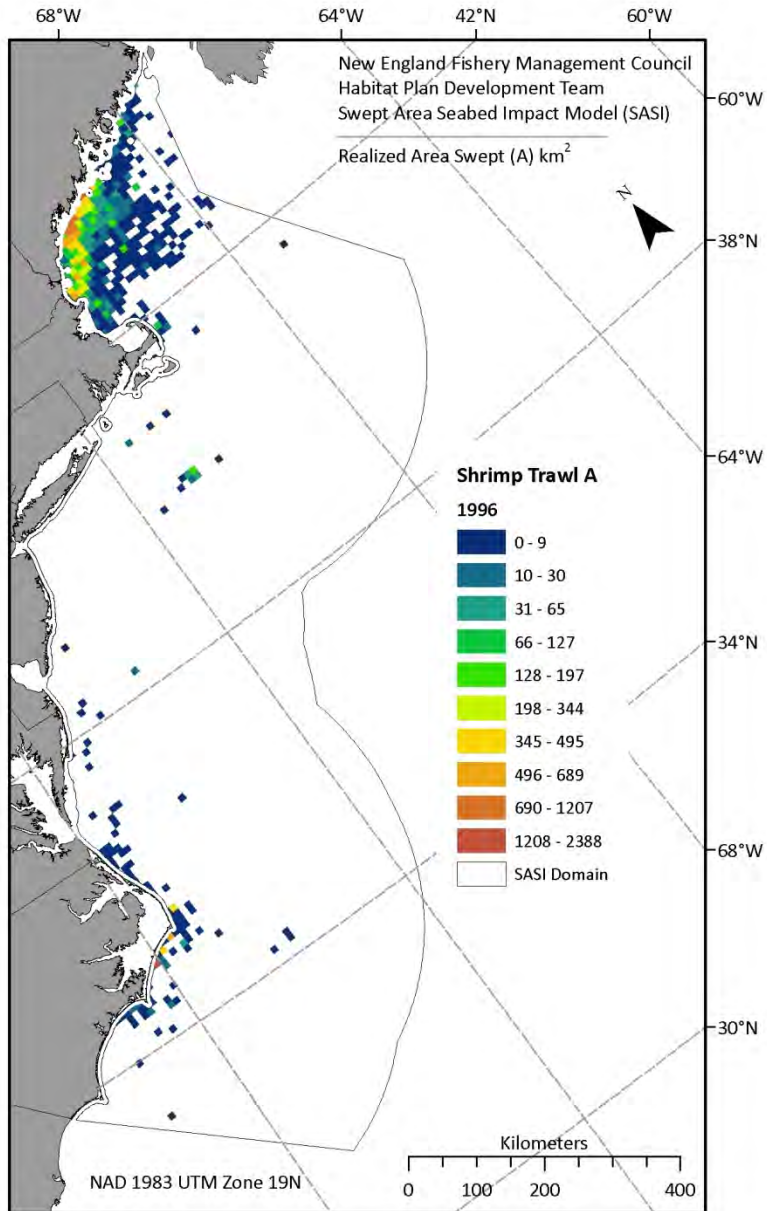 68°W
64°W
42°N
60°W
New England Fishery Management Council
Habitat Plan Development Team
Swept Area Seabed Impact Model (SASI)
Realized Area Swept (A) km²
60°W
N
38°N
64°W
Shrimp Trawl A
1996
0 - 9
10 - 30
31 - 65
66 - 127
128 - 197
198 - 344
345 - 495
496 - 689
690 - 1207
1208 - 2388
SASI Domain
34°N
68°W
30°N
Kilometers
0 100 200 400
NAD 1983 UTM Zone 19N